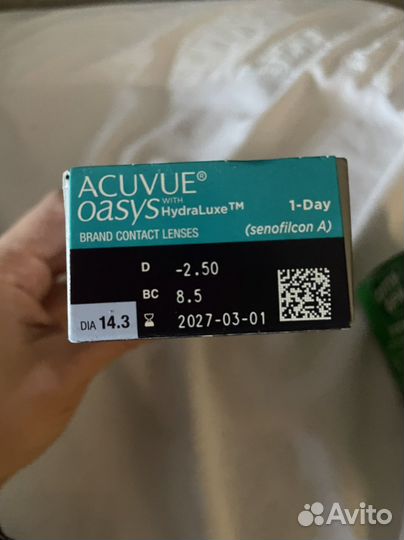 ACUVUE®
oasys WITH HydraLuxe™ 1-Day
BRAND CONTACT LENSES (senofilcon A)
D -2.50
BC 8.5
DIA 14.3 2027-03-01
Avito